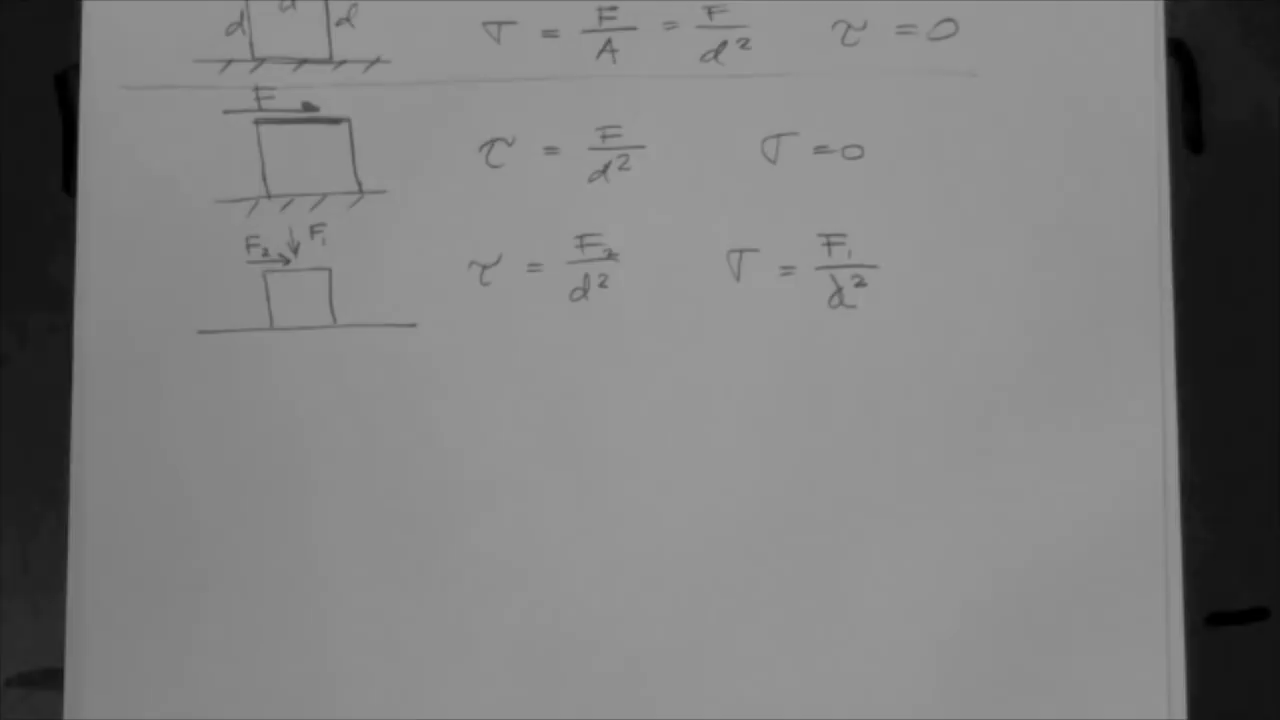 d d d σ = F/A = F/d² τ = 0
F τ = F/d² σ = 0
F₂ F₁ τ = F₂/d² σ = F₁/d²